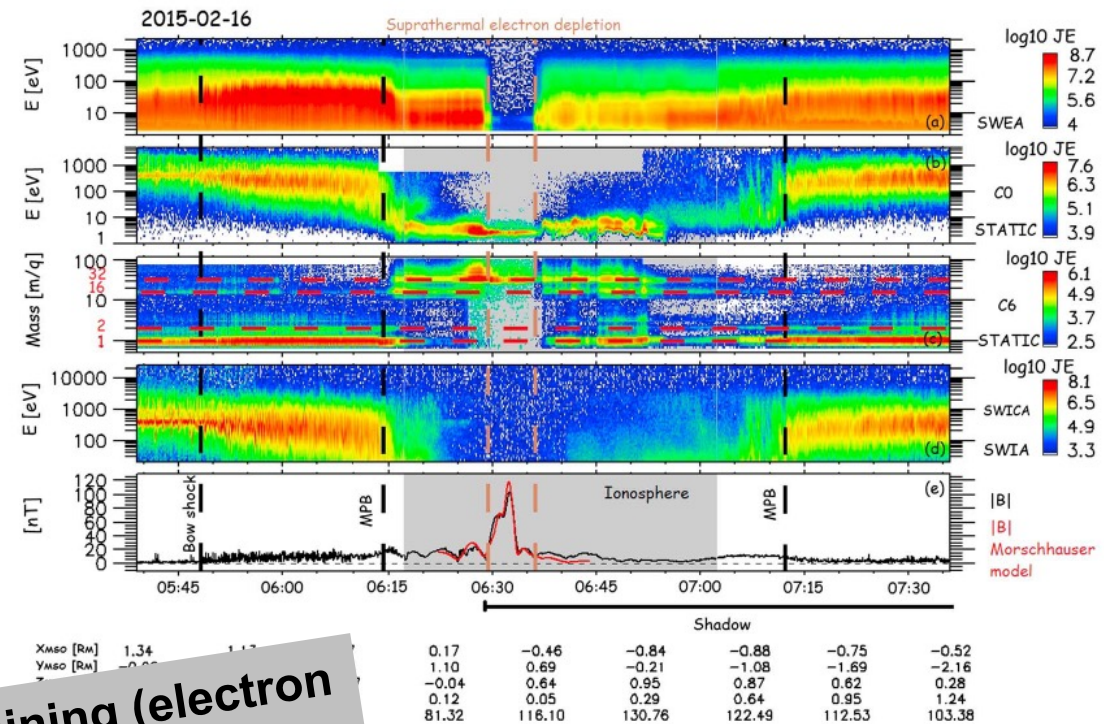 2015-02-16
Suprathermal electron depletion
log10 JE
E [eV]
1000
100
10
(a)
SWEA
8.7
7.2
5.6
4
log10 JE
E [eV]
1000
100
10
1
(b)
C0
STATIC
7.6
6.3
5.1
3.9
log10 JE
Mass [m/q]
100
32
16
10
2
1
(c)
C6
STATIC
6.1
4.9
3.7
2.5
log10 JE
E [eV]
10000
1000
100
(d)
SWICA
SWIA
8.1
6.5
4.9
3.3
[nT]
120
100
80
60
40
20
0
Bow shock
MPB
Ionosphere
MPB
(e)
|B|
|B|
Morschhauser
model
05:45 06:00 06:15 06:30 06:45 07:00 07:15 07:30
Shadow
XMSO [RM] 1.34 0.17 -0.46 -0.84 -0.88 -0.75 -0.52
YMSO [RM] 1.10 0.69 -0.21 -1.08 -1.69 -2.16
-0.04 0.64 0.95 0.87 0.62 0.28
0.12 0.05 0.29 0.64 0.95 1.24
81.32 116.10 130.76 122.49 112.53 103.38
ining (electron